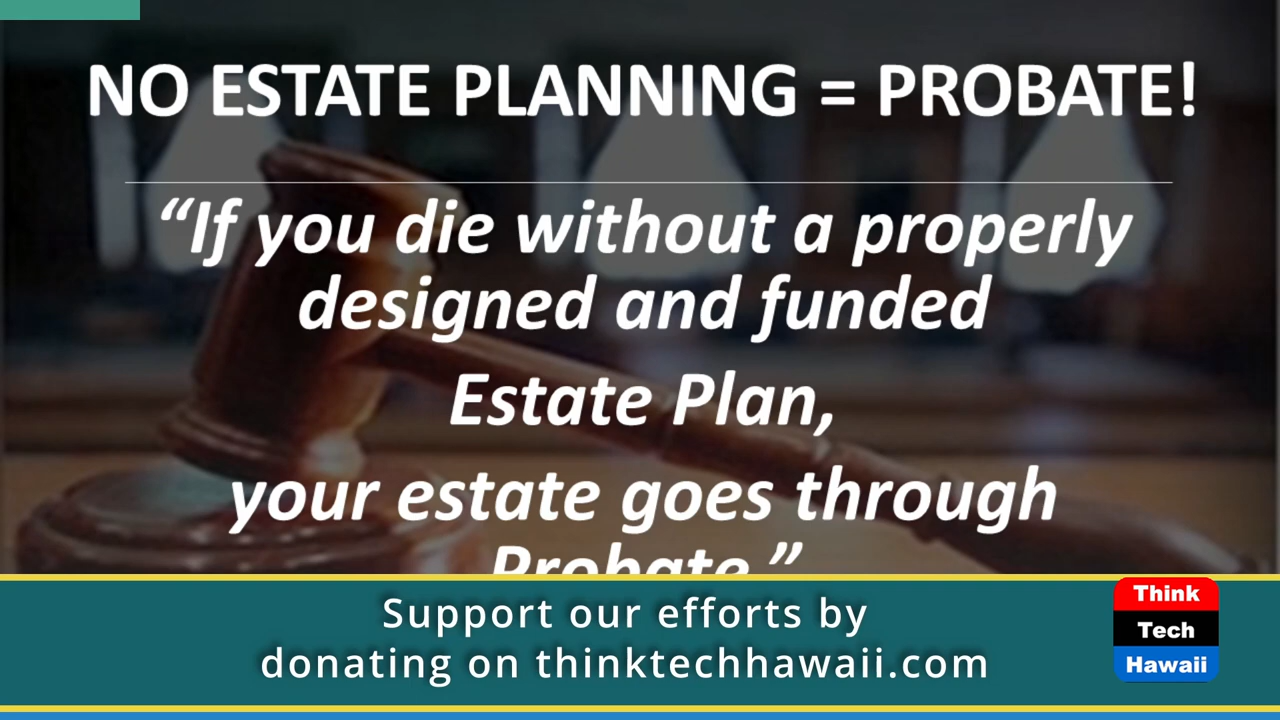 NO ESTATE PLANNING = PROBATE!
“If you die without a properly
designed and funded
Estate Plan,
your estate goes through
Probate.”
Support our efforts by
donating on thinktechhawaii.com
Think
Tech
Hawaii